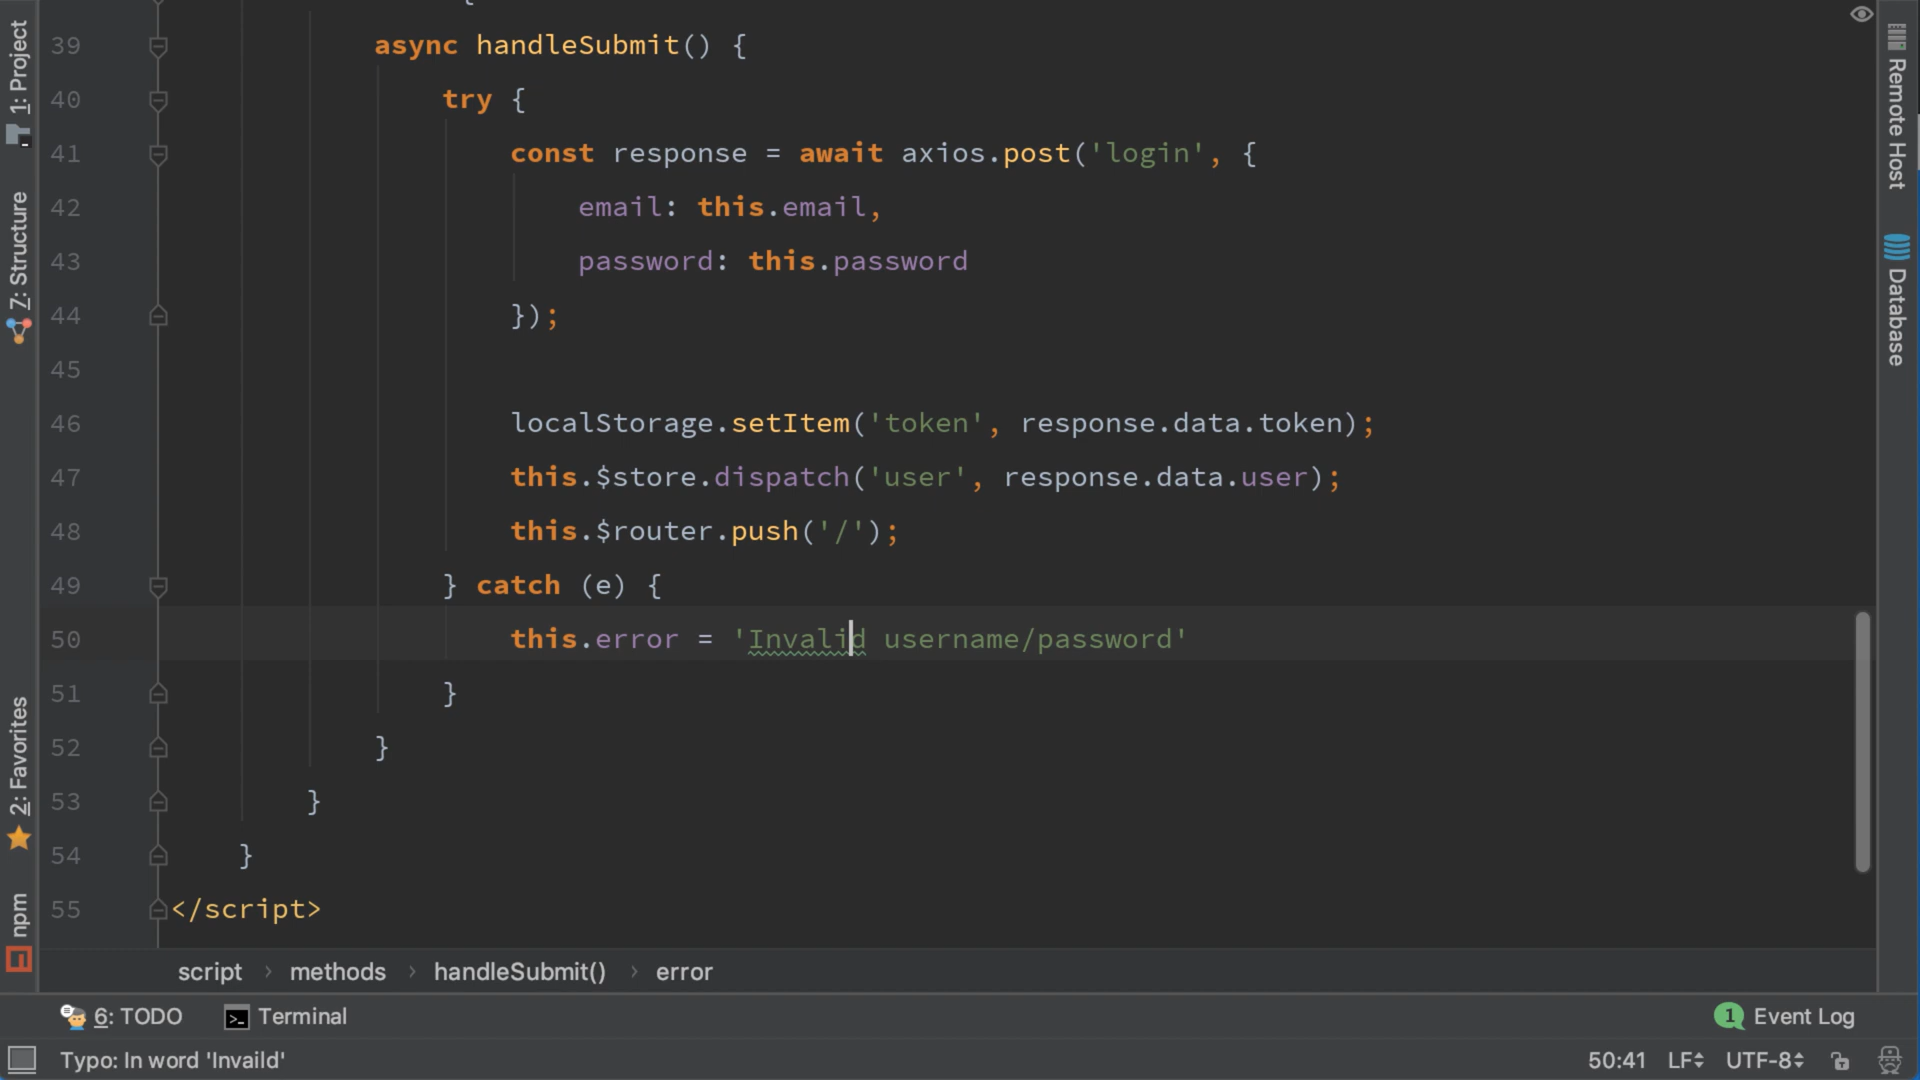 {
39 async handleSubmit() {
40 try {
41 const response = await axios.post('login', {
42 email: this.email,
43 password: this.password
44 });
45
46 localStorage.setItem('token', response.data.token);
47 this.$store.dispatch('user', response.data.user);
48 this.$router.push('/');
49 } catch (e) {
50 this.error = 'Invalid username/password'
51 }
52 }
53 }
54 }
55 </script>
script › methods › handleSubmit() › error
1: Project
7: Structure
2: Favorites
npm
Remote Host
Database
6: TODO
Terminal
1 Event Log
Typo: In word 'Invaild'
50:41 LF UTF-8